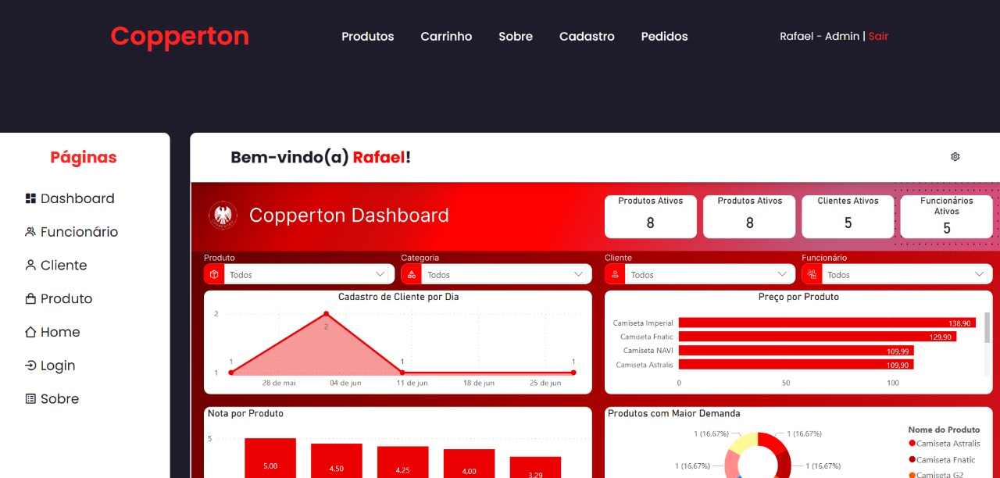 Copperton
Produtos Carrinho Sobre Cadastro Pedidos
Rafael - Admin | Sair
Páginas
Dashboard
Funcionário
Cliente
Produto
Home
Login
Sobre
Bem-vindo(a) Rafael!
Copperton Dashboard
Produtos Ativos
8
Produtos Ativos
8
Clientes Ativos
5
Funcionários
Ativos
5
Produto
Todos
Categoria
Todos
Cliente
Todos
Funcionário
Todos
Cadastro de Cliente por Dia
2
1
1
2
1
1
28 de mai 04 de jun 11 de jun 18 de jun 25 de jun
Preço por Produto
Camiseta Imperial 138,90
Camiseta Fnatic 129,90
Camiseta NAVI 109,99
Camiseta Astralis 109,90
0 50 100
Nota por Produto
5
5,00 4,50 4,25 4,00 3,29
Produtos com Maior Demanda
1 (16,67%) 1 (16,67%)
1 (16,67%) 1 (16,67%)
Nome do Produto
Camiseta Astralis
Camiseta Fnatic
Camiseta G2